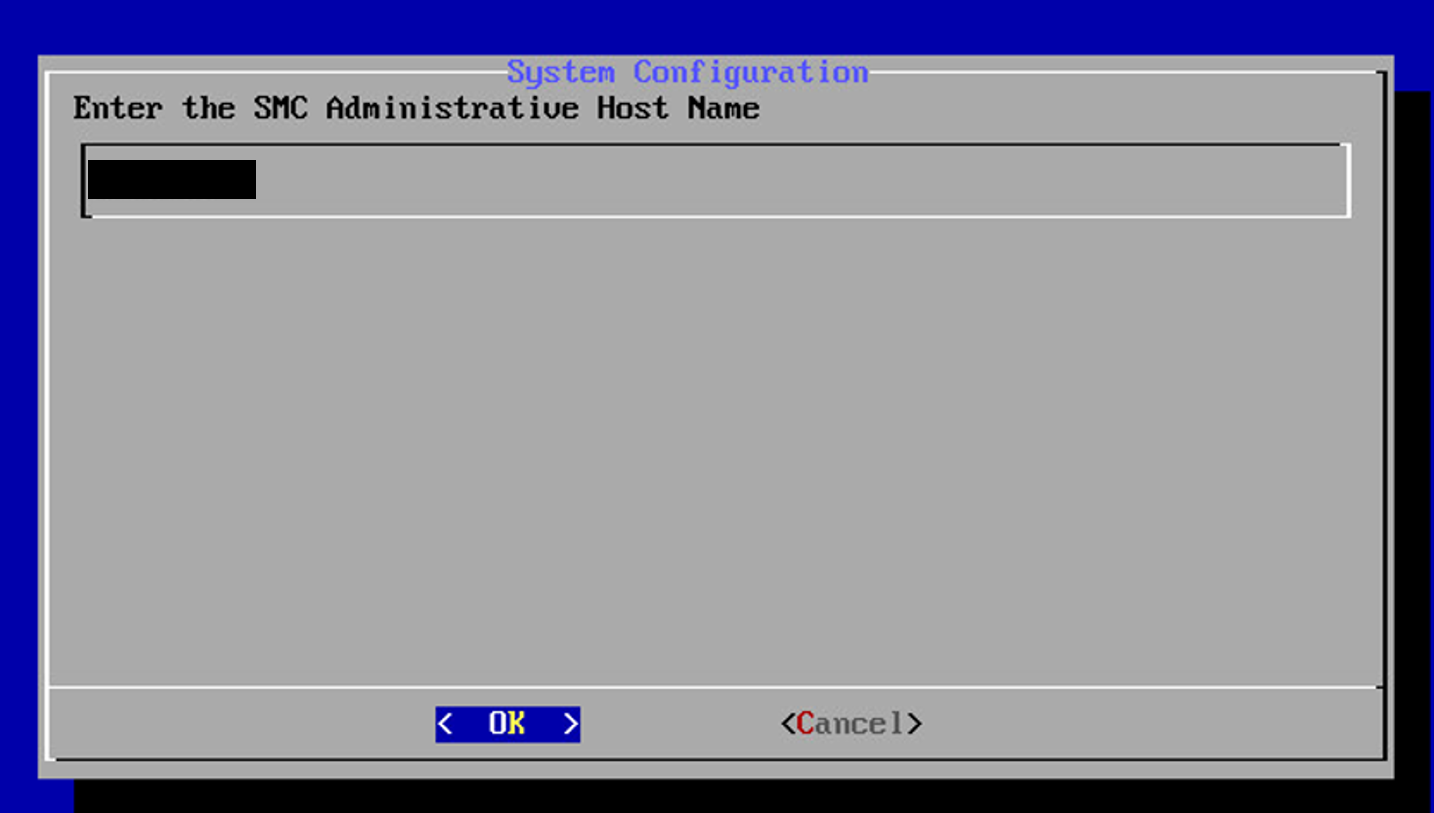 System Configuration
Enter the SMC Administrative Host Name
< OK > <Cancel>